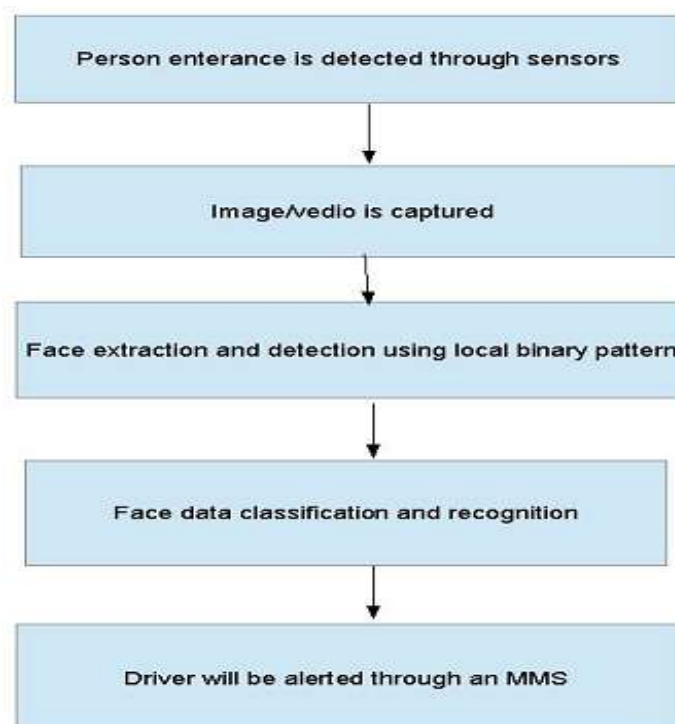 Person enterance is detected through sensors
Image/vedio is captured
Face extraction and detection using local binary pattern
Face data classification and recognition
Driver will be alerted through an MMS